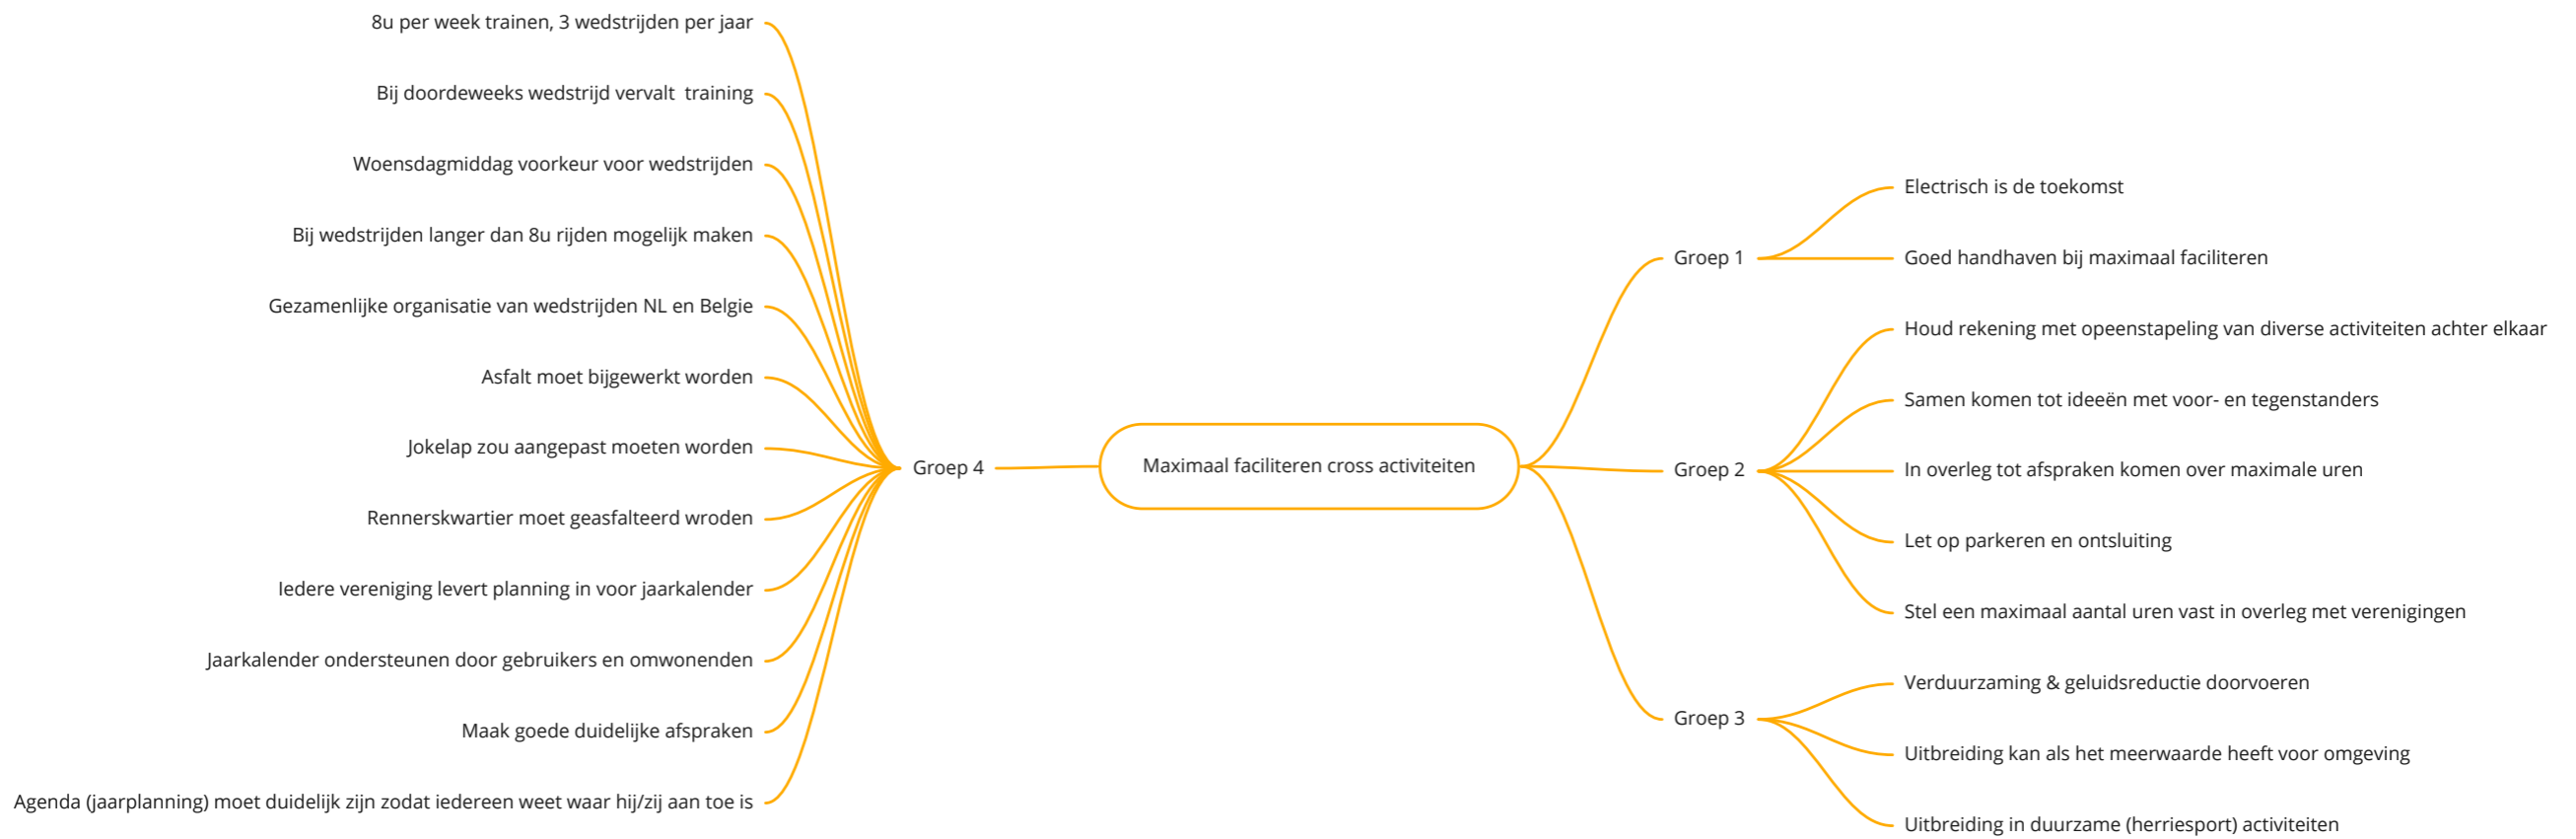 8u per week trainen, 3 wedstrijden per jaar
Bij doordeweeks wedstrijd vervalt  training
Woensdagmiddag voorkeur voor wedstrijden
Bij wedstrijden langer dan 8u rijden mogelijk maken
Gezamenlijke organisatie van wedstrijden NL en Belgie
Asfalt moet bijgewerkt worden
Jokelap zou aangepast moeten worden
Rennerskwartier moet geasfalteerd wroden
Iedere vereniging levert planning in voor jaarkalender
Jaarkalender ondersteunen door gebruikers en omwonenden
Maak goede duidelijke afspraken
Agenda (jaarplanning) moet duidelijk zijn zodat iedereen weet waar hij/zij aan toe is
Groep 4
Maximaal faciliteren cross activiteiten
Groep 1
Electrisch is de toekomst
Goed handhaven bij maximaal faciliteren
Groep 2
Houd rekening met opeenstapeling van diverse activiteiten achter elkaar
Samen komen tot ideeën met voor- en tegenstanders
In overleg tot afspraken komen over maximale uren
Let op parkeren en ontsluiting
Stel een maximaal aantal uren vast in overleg met verenigingen
Groep 3
Verduurzaming & geluidsreductie doorvoeren
Uitbreiding kan als het meerwaarde heeft voor omgeving
Uitbreiding in duurzame (herriesport) activiteiten